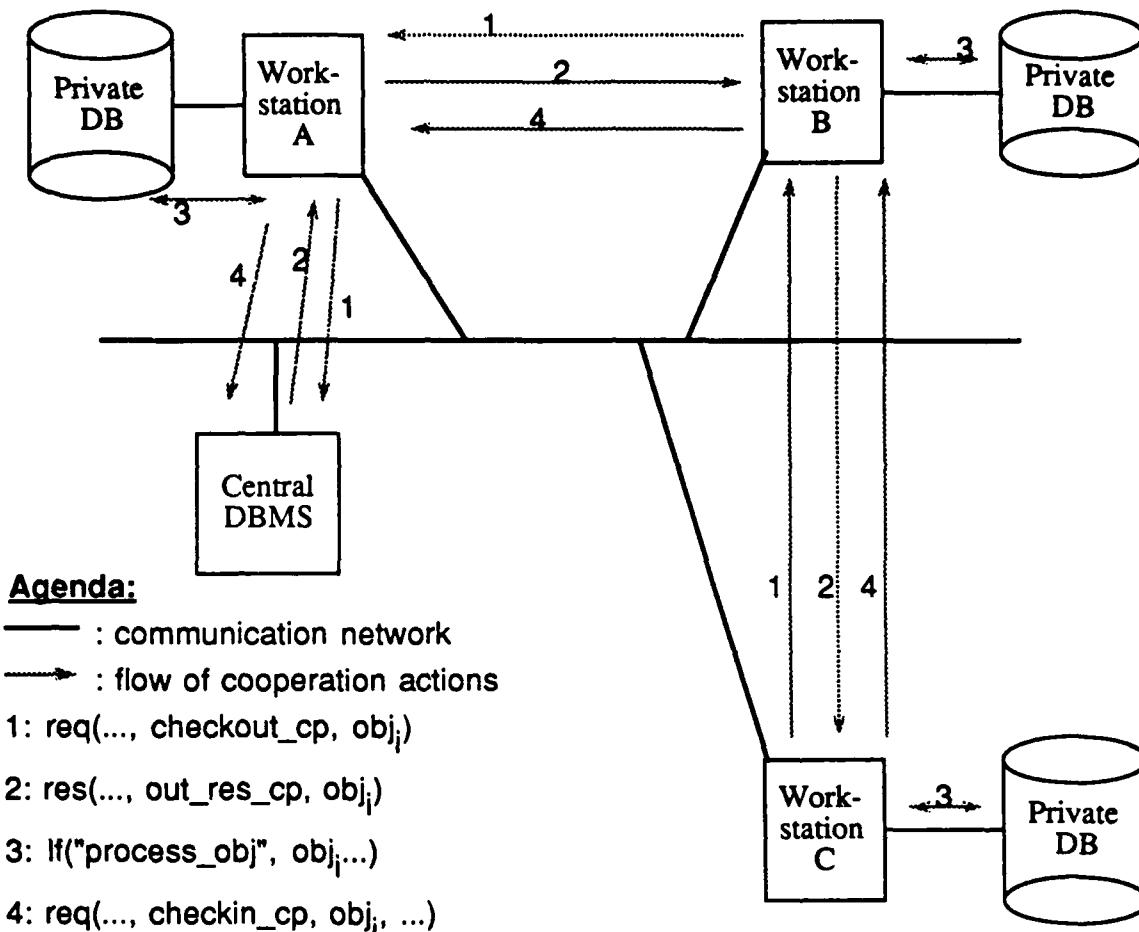 1
Private
DB
Work-
station
A
2
4
Work-
station
B
3
Private
DB
3
4
2
1
Central
DBMS
1
2
4
Agenda:
: communication network
: flow of cooperation actions
1: req(..., checkout_cp, obj_i)
2: res(..., out_res_cp, obj_i)
3: lf("process_obj", obj_i...)
4: req(..., checkin_cp, obj_i, ...)
Work-
station
C
3
Private
DB